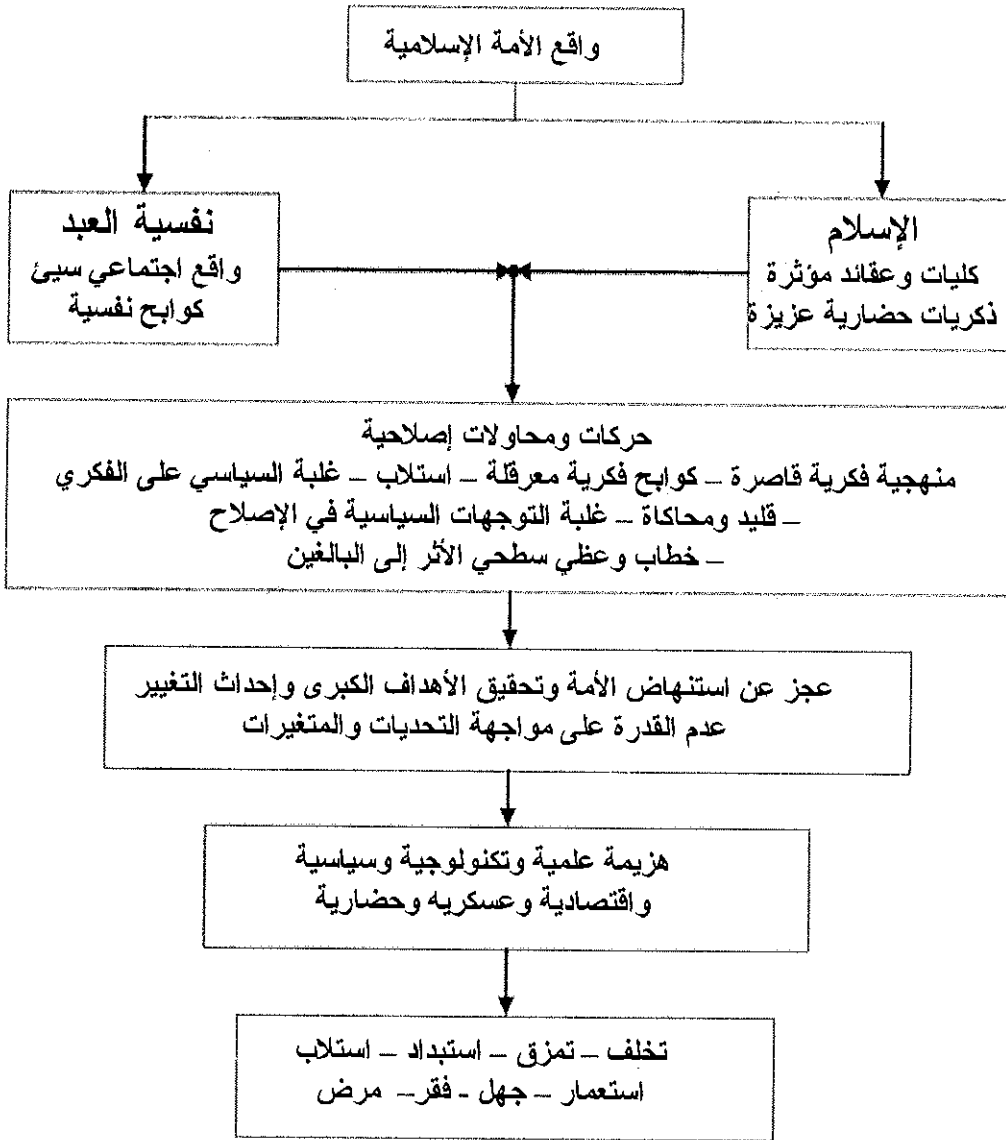 واقع الأمة الإسلامية
الإسلام
كليات وعقائد مؤثرة
ذكريات حضارية عزيزة
نفسية العبد
واقع اجتماعي سيئ
كوابح نفسية
حركات ومحاولات إصلاحية
منهجية فكرية قاصرة – كوابح فكرية معرقلة – استلاب – غلبة السياسي على الفكري
– قليد ومحاكاة – غلبة التوجهات السياسية في الإصلاح
– خطاب وعظي سطحي الأثر إلى البالغين
عجز عن استنهاض الأمة وتحقيق الأهداف الكبرى وإحداث التغيير
عدم القدرة على مواجهة التحديات والمتغيرات
هزيمة علمية وتكنولوجية وسياسية
واقتصادية وعسكريه وحضارية
تخلف – تمزق – استبداد – استلاب
استعمار – جهل - فقر– مرض